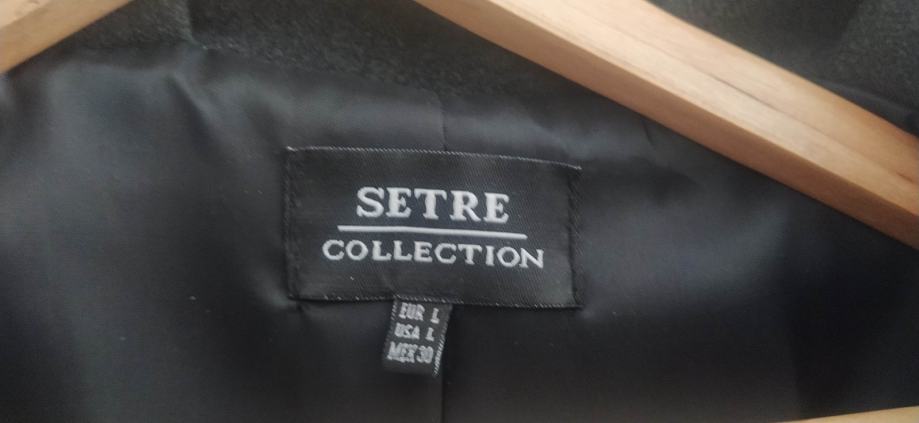 SETRE
COLLECTION
EUR L
USA L
MEX 30